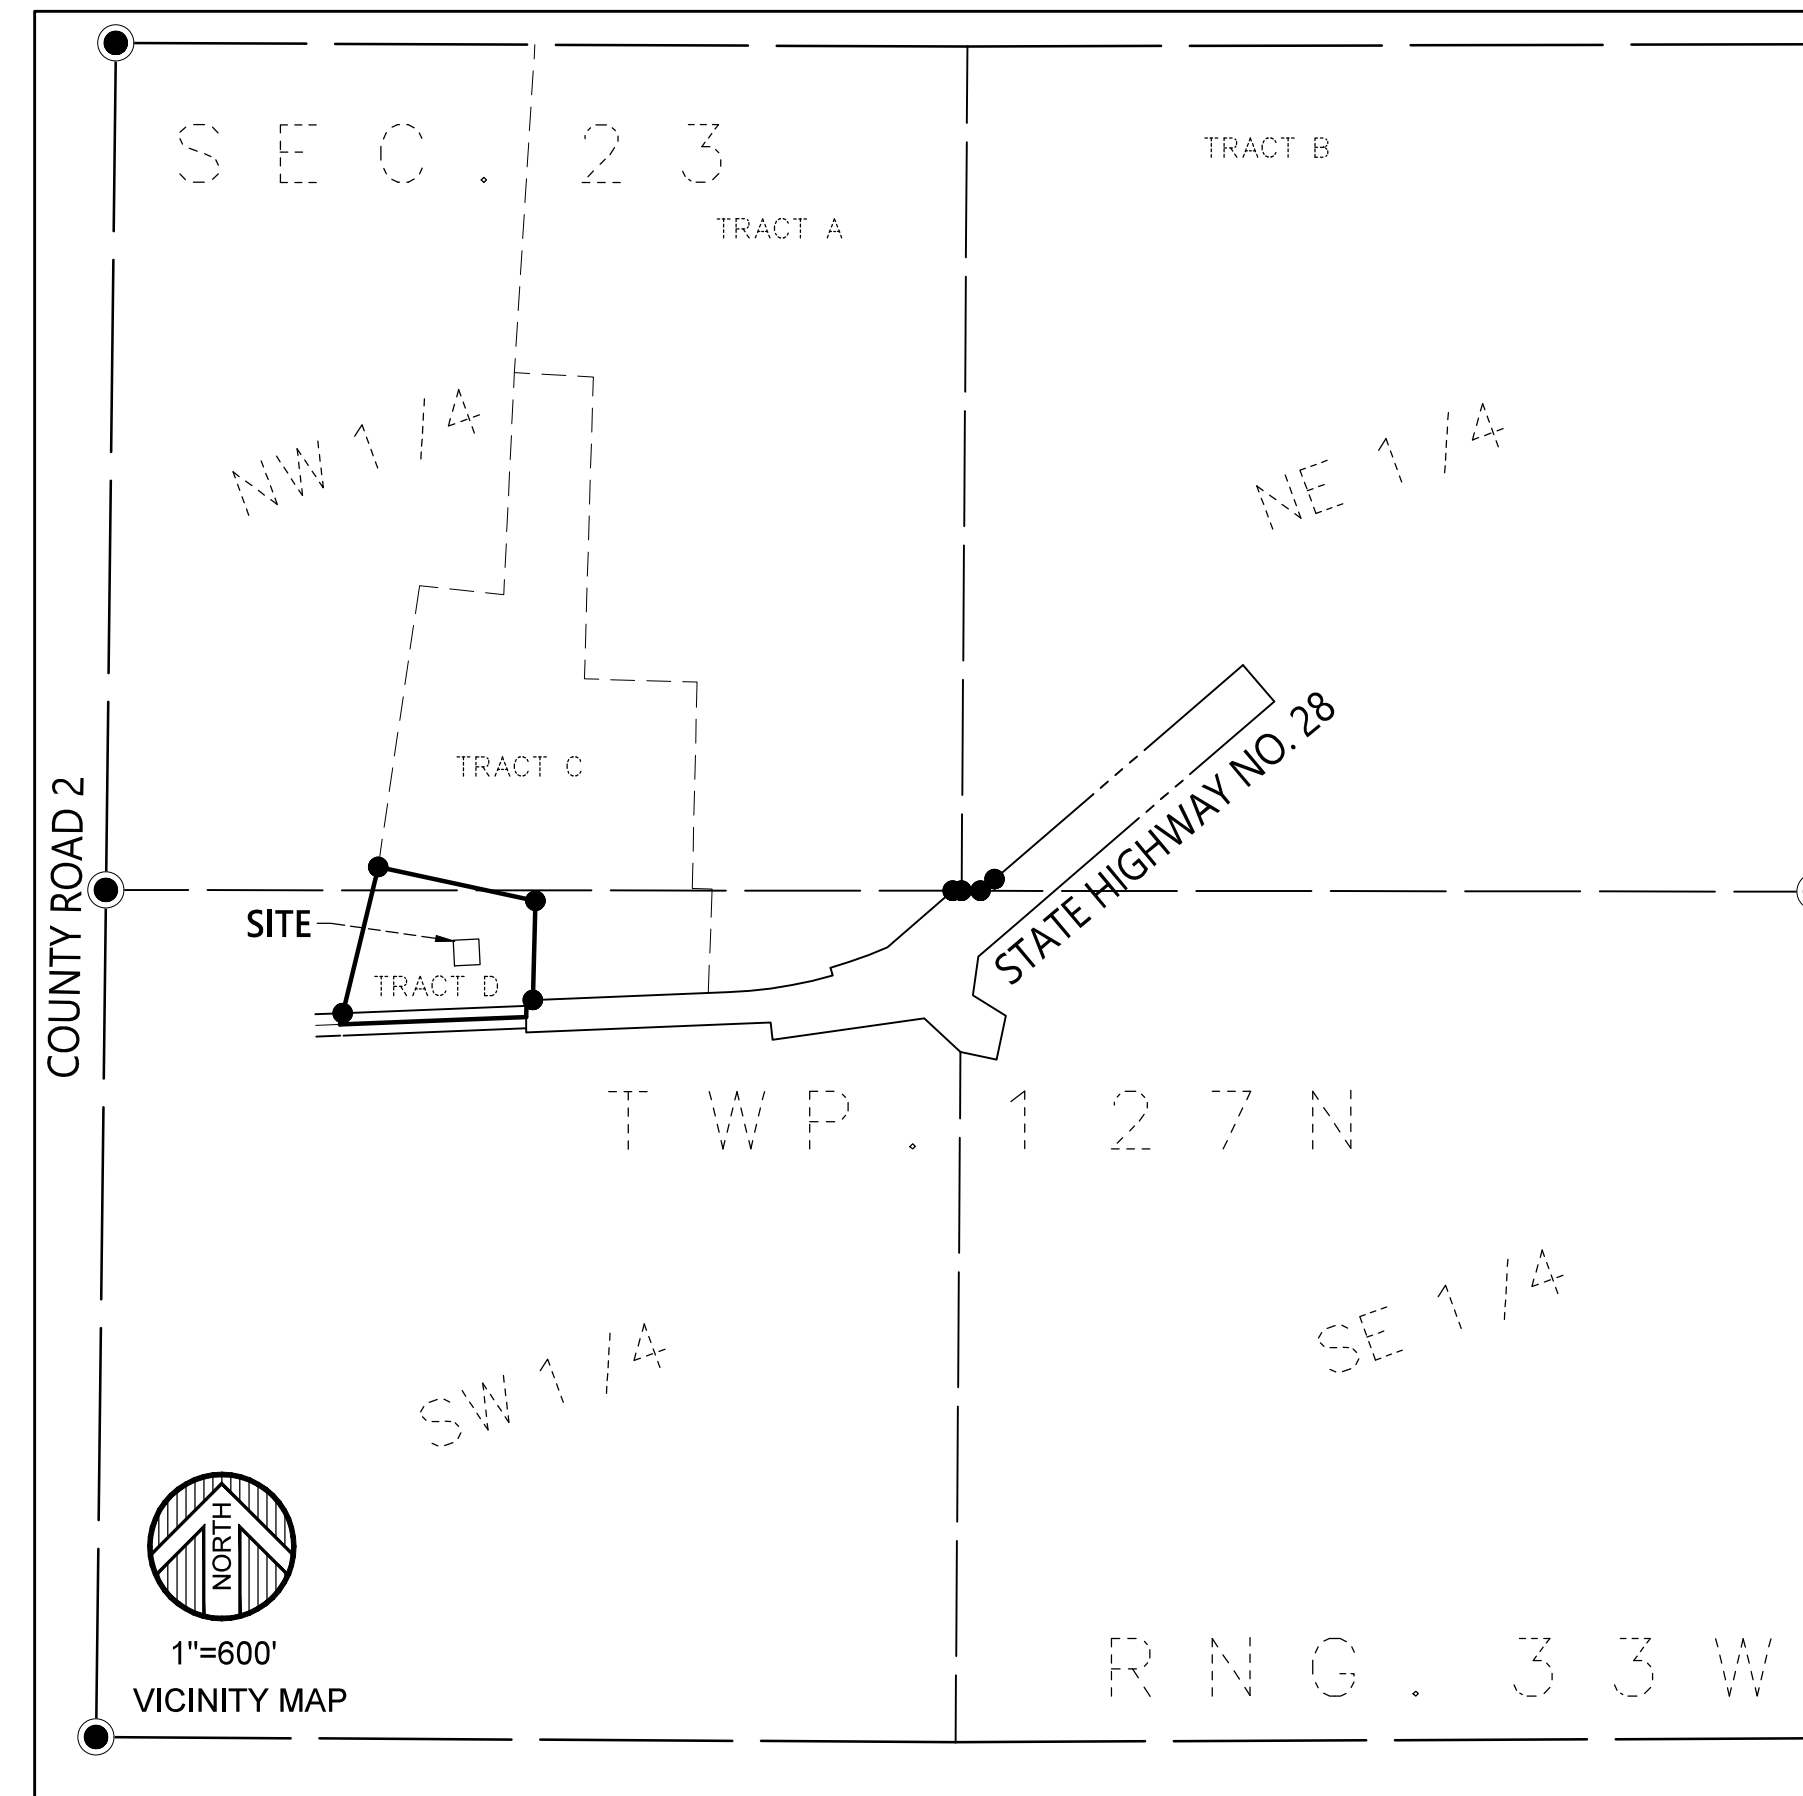 SEC. 23
TRACT B
TRACT A
NW 1/4
NE 1/4
STATE HIGHWAY NO. 28
TRACT C
COUNTY ROAD 2
SITE
TRACT D
TWP. 127N
SE 1/4
SW 1/4
NORTH
1"=600'
VICINITY MAP
RNG. 33W